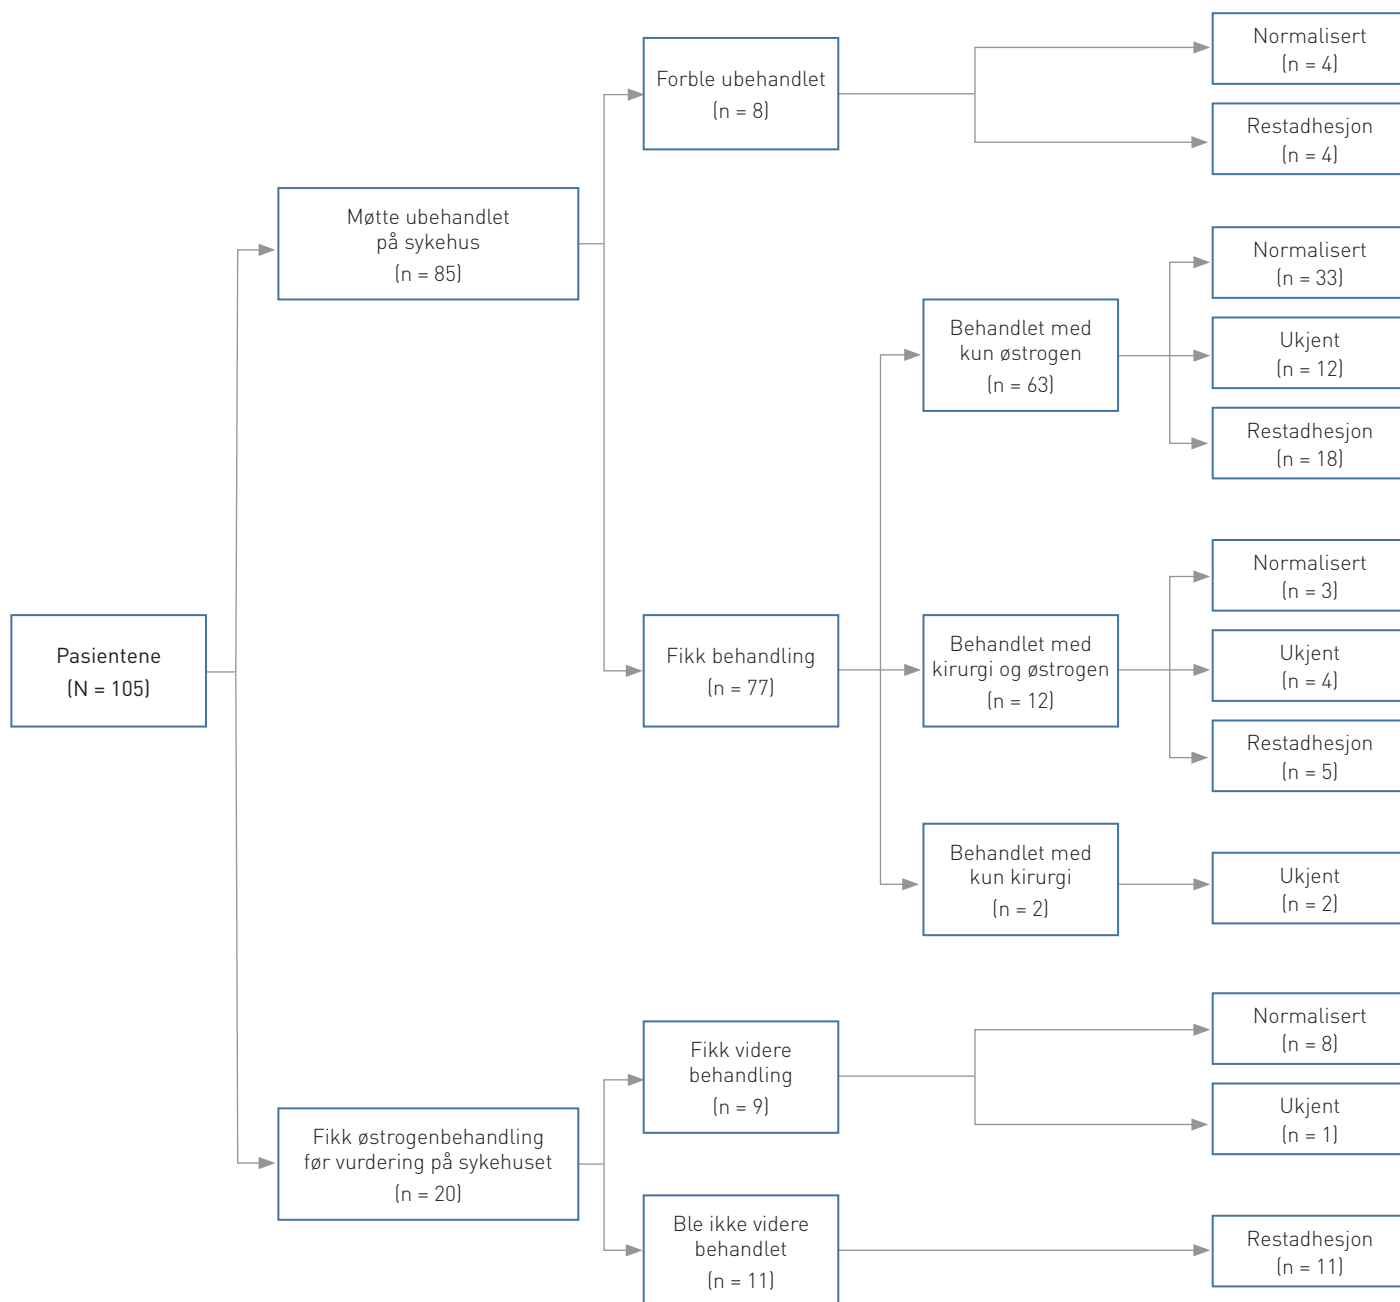 Pasientene
(N = 105)
Møtte ubehandlet
på sykehus
(n = 85)
Fikk østrogenbehandling
før vurdering på sykehuset
(n = 20)
Forble ubehandlet
(n = 8)
Fikk behandling
(n = 77)
Fikk videre
behandling
(n = 9)
Ble ikke videre
behandlet
(n = 11)
Behandlet med
kun østrogen
(n = 63)
Behandlet med
kirurgi og østrogen
(n = 12)
Behandlet med
kun kirurgi
(n = 2)
Normalisert
(n = 4)
Restadhesjon
(n = 4)
Normalisert
(n = 33)
Ukjent
(n = 12)
Restadhesjon
(n = 18)
Normalisert
(n = 3)
Ukjent
(n = 4)
Restadhesjon
(n = 5)
Ukjent
(n = 2)
Normalisert
(n = 8)
Ukjent
(n = 1)
Restadhesjon
(n = 11)